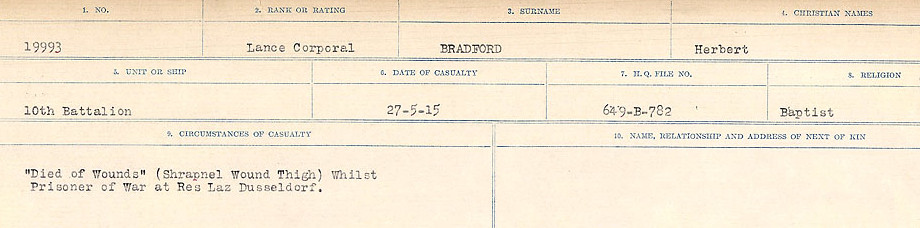 1. NO. 2. RANK OR RATING 3. SURNAME 4. CHRISTIAN NAMES
19993 Lance Corporal BRADFORD Herbert
5. UNIT OR SHIP 6. DATE OF CASUALTY 7. H. Q. FILE NO. 8. RELIGION
10th Battalion 27-5-15 649-B-782 Baptist
9. CIRCUMSTANCES OF CASUALTY 10. NAME, RELATIONSHIP AND ADDRESS OF NEXT OF KIN
"Died of Wounds" (Shrapnel Wound Thigh) Whilst
Prisoner of War at Res Laz Dusseldorf.